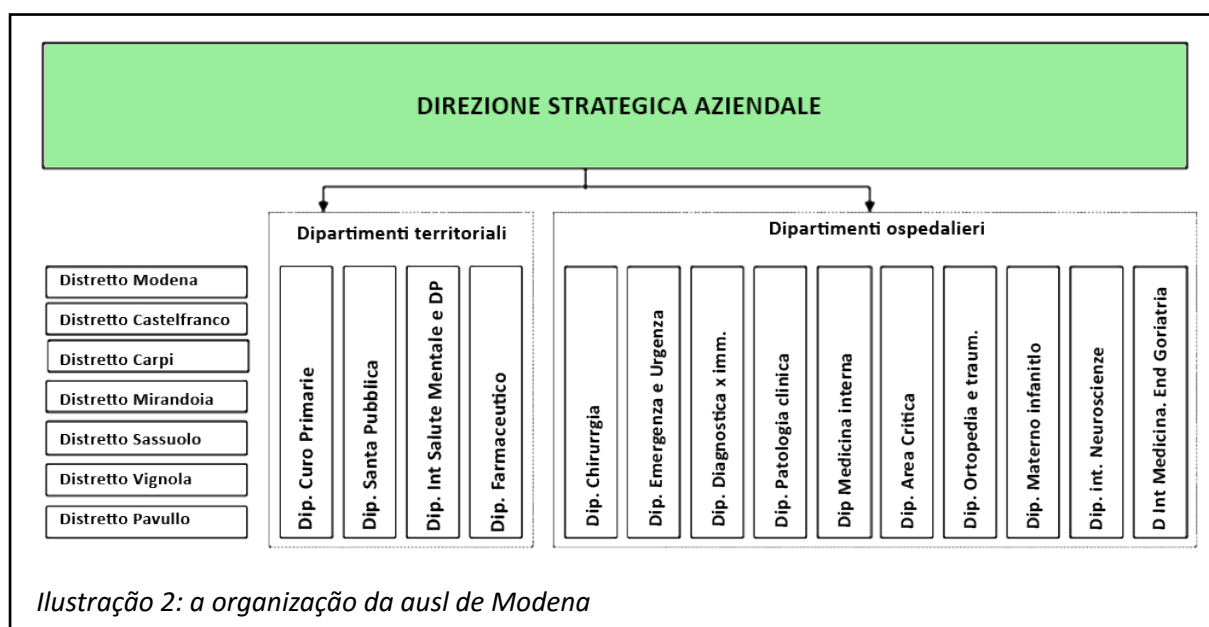 DIREZIONE STRATEGICA AZIENDALE
Dipartimenti territoriali
Dipartimenti ospedalieri
Distretto Modena
Distretto Castelfranco
Distretto Carpi
Distretto Mirandoia
Distretto Sassuolo
Distretto Vignola
Distretto Pavullo
Dip. Curo Primarie
Dip. Santa Pubblica
Dip. Int Salute Mentale e DP
Dip. Farmaceutico
Dip. Chirurrgia
Dip. Emergenza e Urgenza
Dip. Diagnostica x imm.
Dip. Patologia clinica
Dip Medicina interna
Dip. Area Critica
Dip. Ortopedia e traum.
Dip. Materno infanitlo
Dip. int. Neuroscienze
D Int Medicina. End Goriatria
Ilustração 2: a organização da ausl de Modena